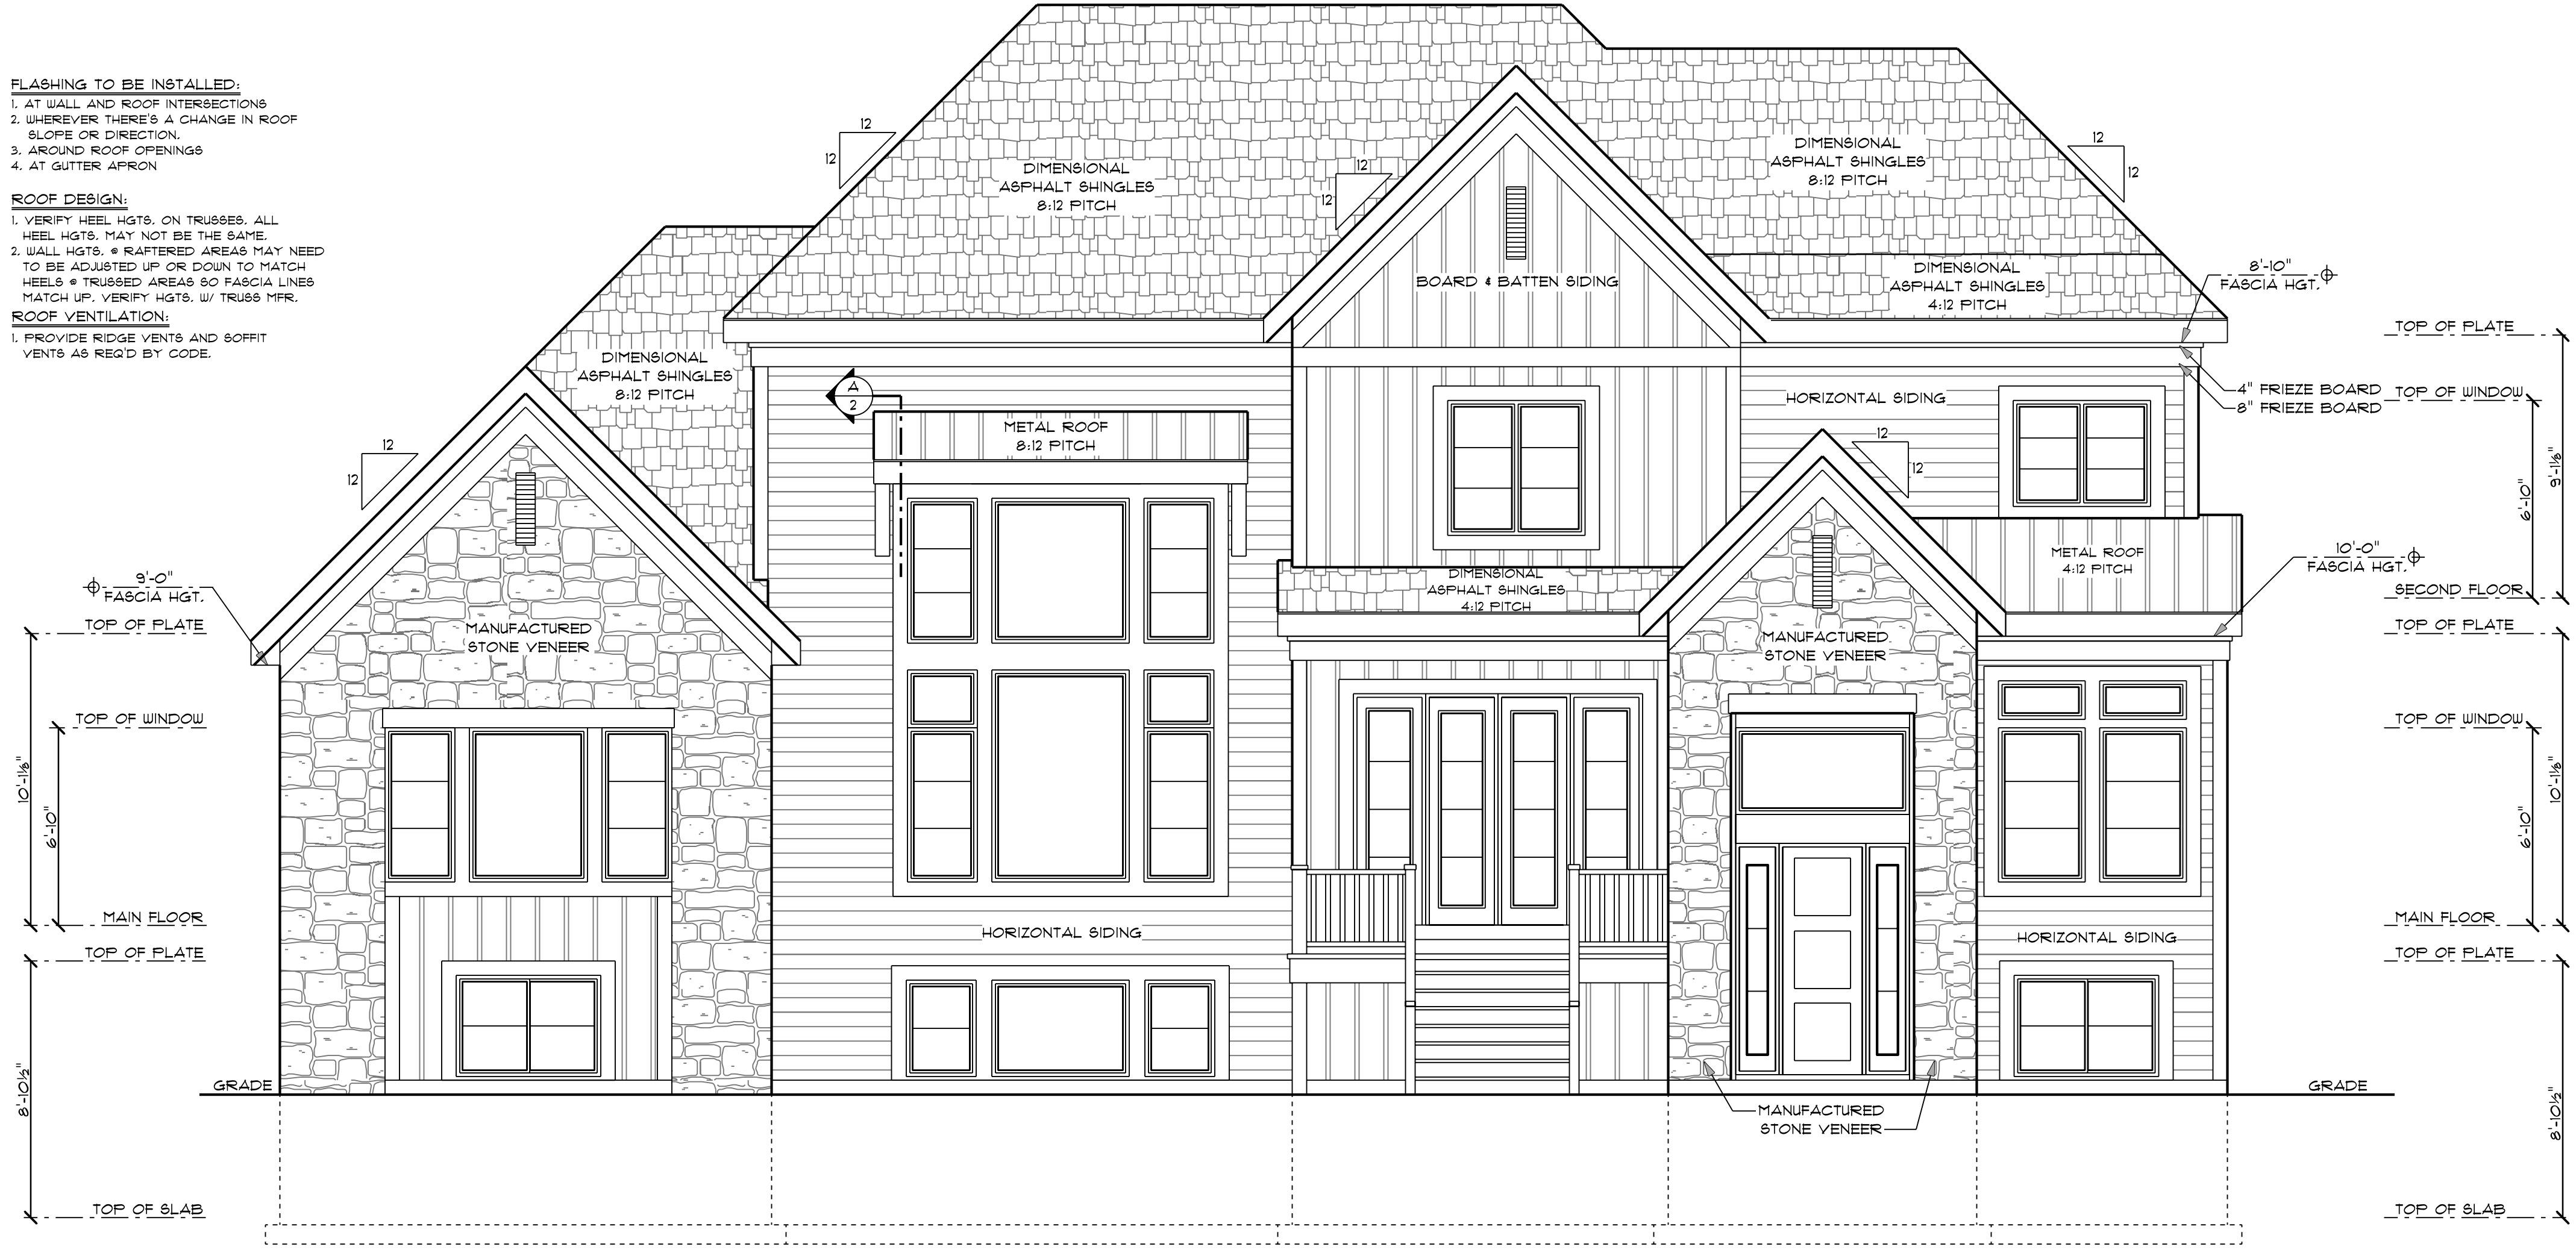 FLASHING TO BE INSTALLED:
1. AT WALL AND ROOF INTERSECTIONS
2. WHEREVER THERE'S A CHANGE IN ROOF
SLOPE OR DIRECTION.
3. AROUND ROOF OPENINGS
4. AT GUTTER APRON
ROOF DESIGN:
1. VERIFY HEEL HGTS. ON TRUSSES. ALL
HEEL HGTS. MAY NOT BE THE SAME.
2. WALL HGTS. @ RAFTERED AREAS MAY NEED
TO BE ADJUSTED UP OR DOWN TO MATCH
HEELS @ TRUSSED AREAS SO FASCIA LINES
MATCH UP. VERIFY HGTS. W/ TRUSS MFR.
ROOF VENTILATION:
1. PROVIDE RIDGE VENTS AND SOFFIT
VENTS AS REQ'D BY CODE.
12
12
12
12
12
12
12
12
12
12
DIMENSIONAL
ASPHALT SHINGLES
8:12 PITCH
DIMENSIONAL
ASPHALT SHINGLES
8:12 PITCH
DIMENSIONAL
ASPHALT SHINGLES
4:12 PITCH
BOARD & BATTEN SIDING
DIMENSIONAL
ASPHALT SHINGLES
8:12 PITCH
A
2
METAL ROOF
8:12 PITCH
HORIZONTAL SIDING
8'-10"
FASCIA HGT.
TOP OF PLATE
4" FRIEZE BOARD
8" FRIEZE BOARD
TOP OF WINDOW
9'-1⅛"
6'-10"
METAL ROOF
4:12 PITCH
10'-0"
FASCIA HGT.
SECOND FLOOR
DIMENSIONAL
ASPHALT SHINGLES
4:12 PITCH
9'-0"
FASCIA HGT.
TOP OF PLATE
MANUFACTURED
STONE VENEER
MANUFACTURED
STONE VENEER
TOP OF PLATE
TOP OF WINDOW
TOP OF WINDOW
10'-1⅛"
6'-10"
6'-10"
10'-1⅛"
MAIN FLOOR
HORIZONTAL SIDING
HORIZONTAL SIDING
MAIN FLOOR
TOP OF PLATE
TOP OF PLATE
8'-10½"
8'-10½"
GRADE
GRADE
MANUFACTURED
STONE VENEER
TOP OF SLAB
TOP OF SLAB